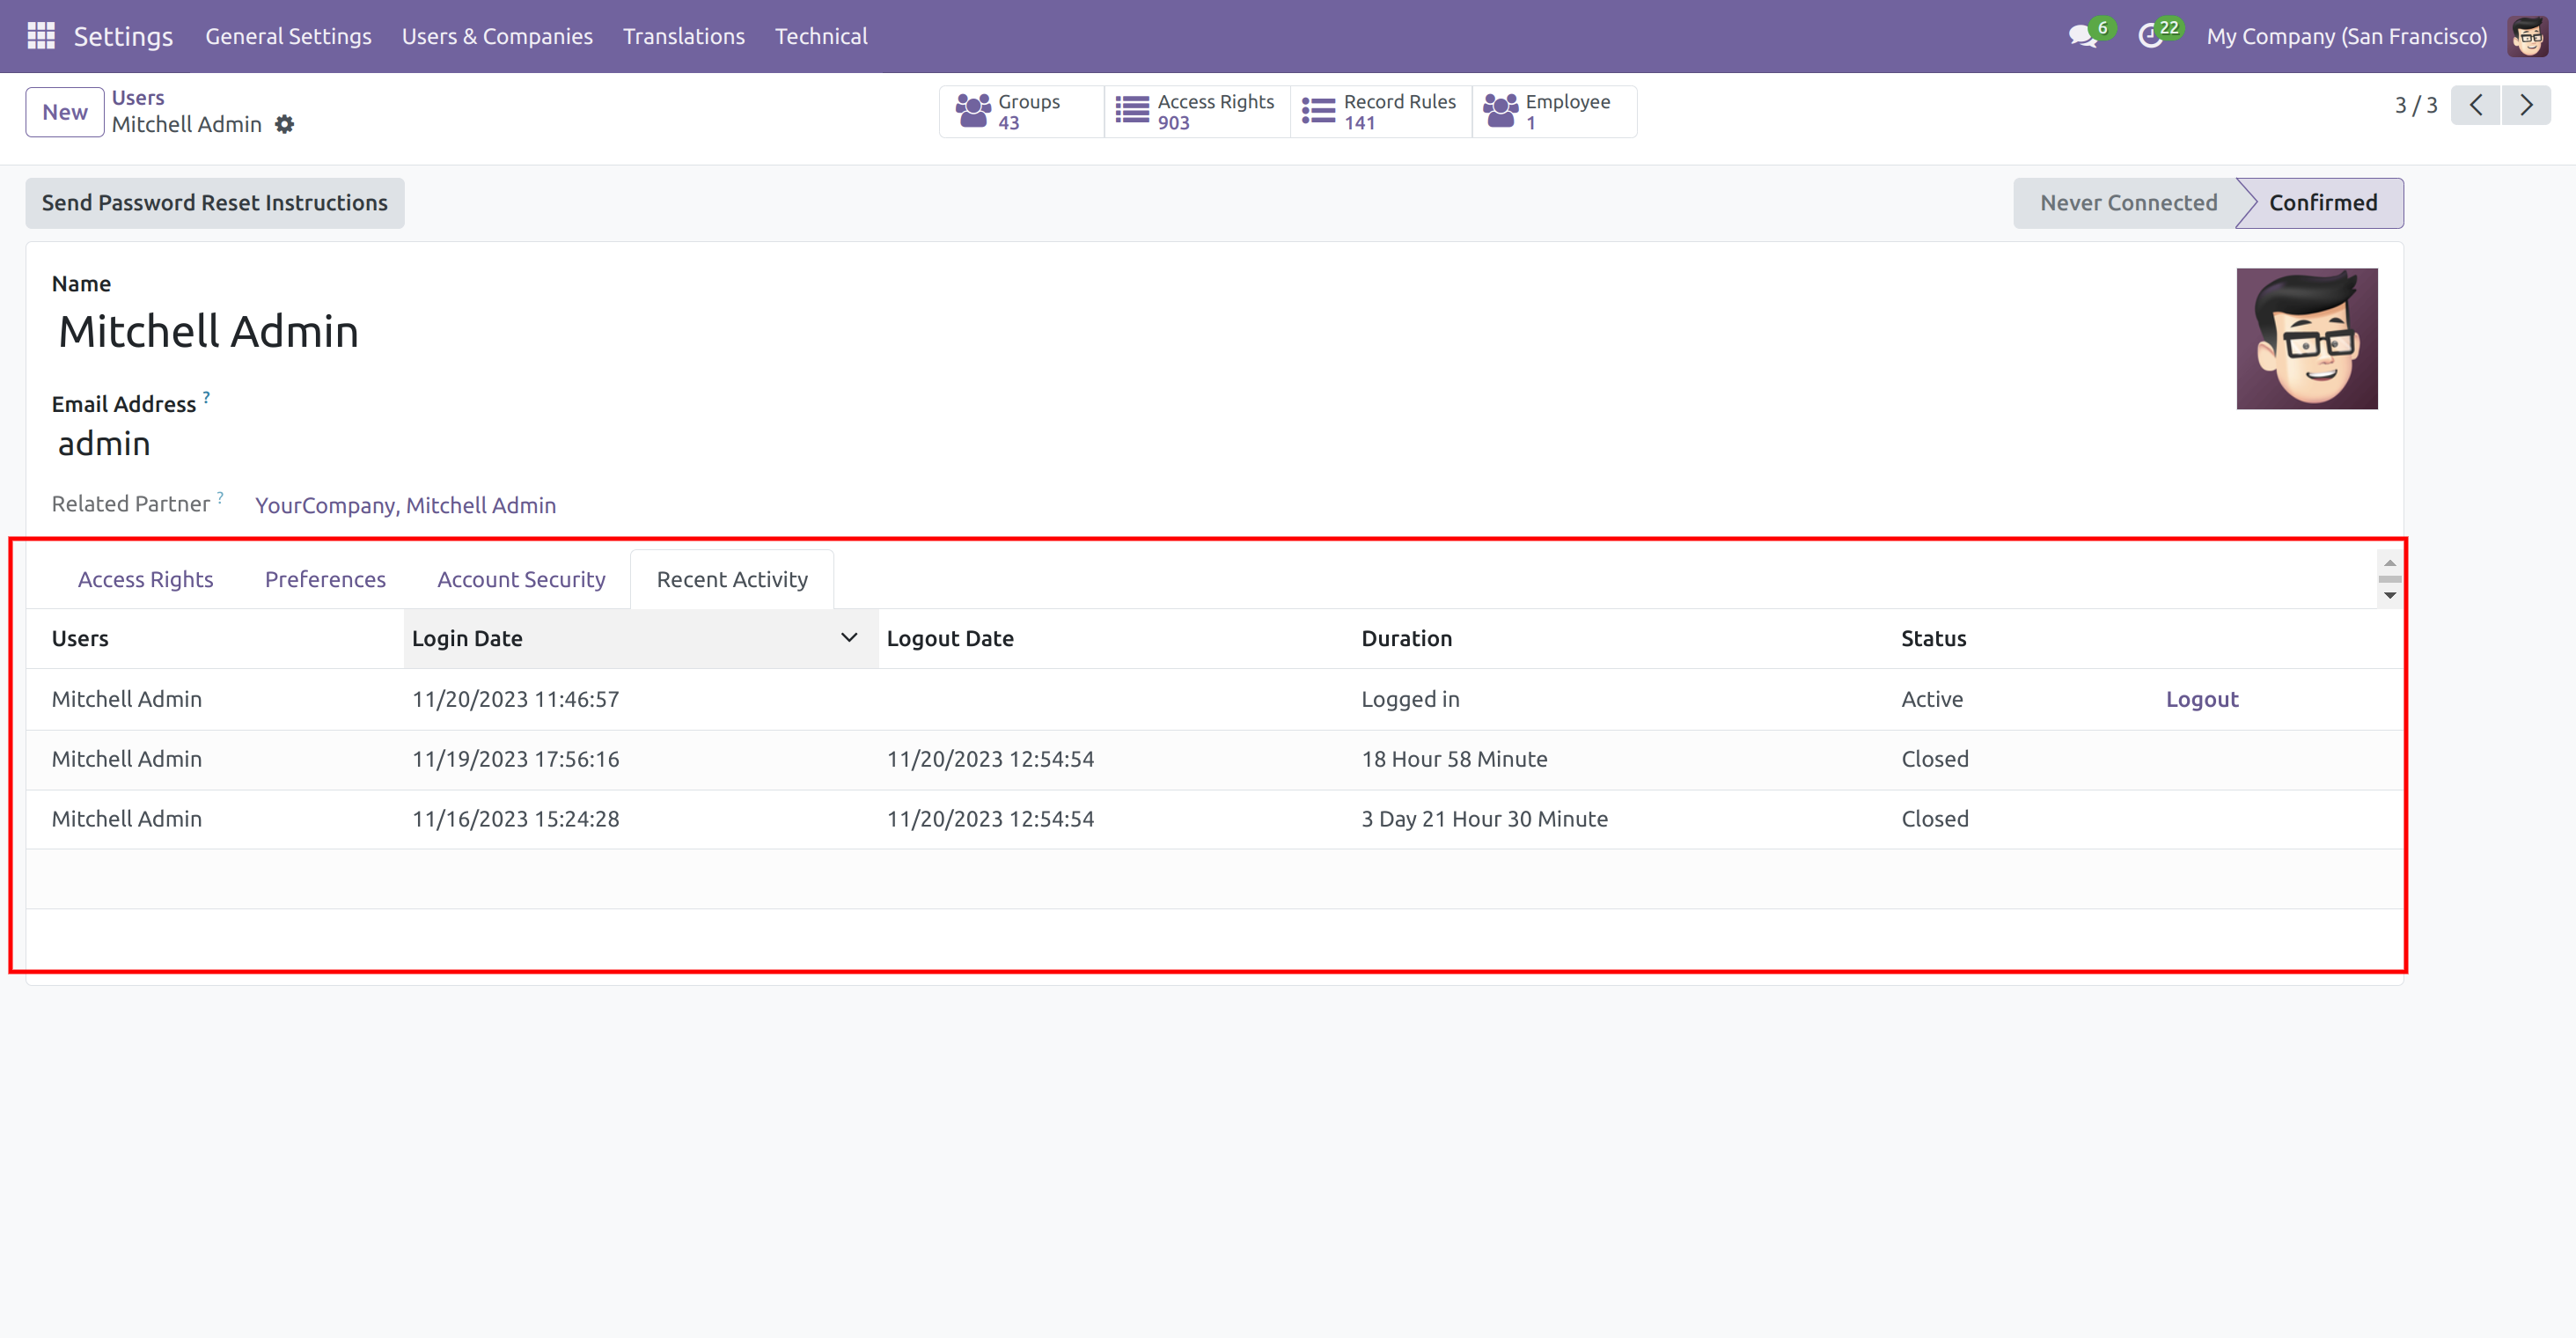 Settings General Settings Users & Companies Translations Technical 6 22 My Company (San Francisco)
New Users Groups Access Rights Record Rules Employee 3 / 3
Mitchell Admin 43 903 141 1
Send Password Reset Instructions Never Connected Confirmed
Name
Mitchell Admin
Email Address ?
admin
Related Partner ? YourCompany, Mitchell Admin
Access Rights Preferences Account Security Recent Activity
Users Login Date Logout Date Duration Status
Mitchell Admin 11/20/2023 11:46:57 Logged in Active Logout
Mitchell Admin 11/19/2023 17:56:16 11/20/2023 12:54:54 18 Hour 58 Minute Closed
Mitchell Admin 11/16/2023 15:24:28 11/20/2023 12:54:54 3 Day 21 Hour 30 Minute Closed